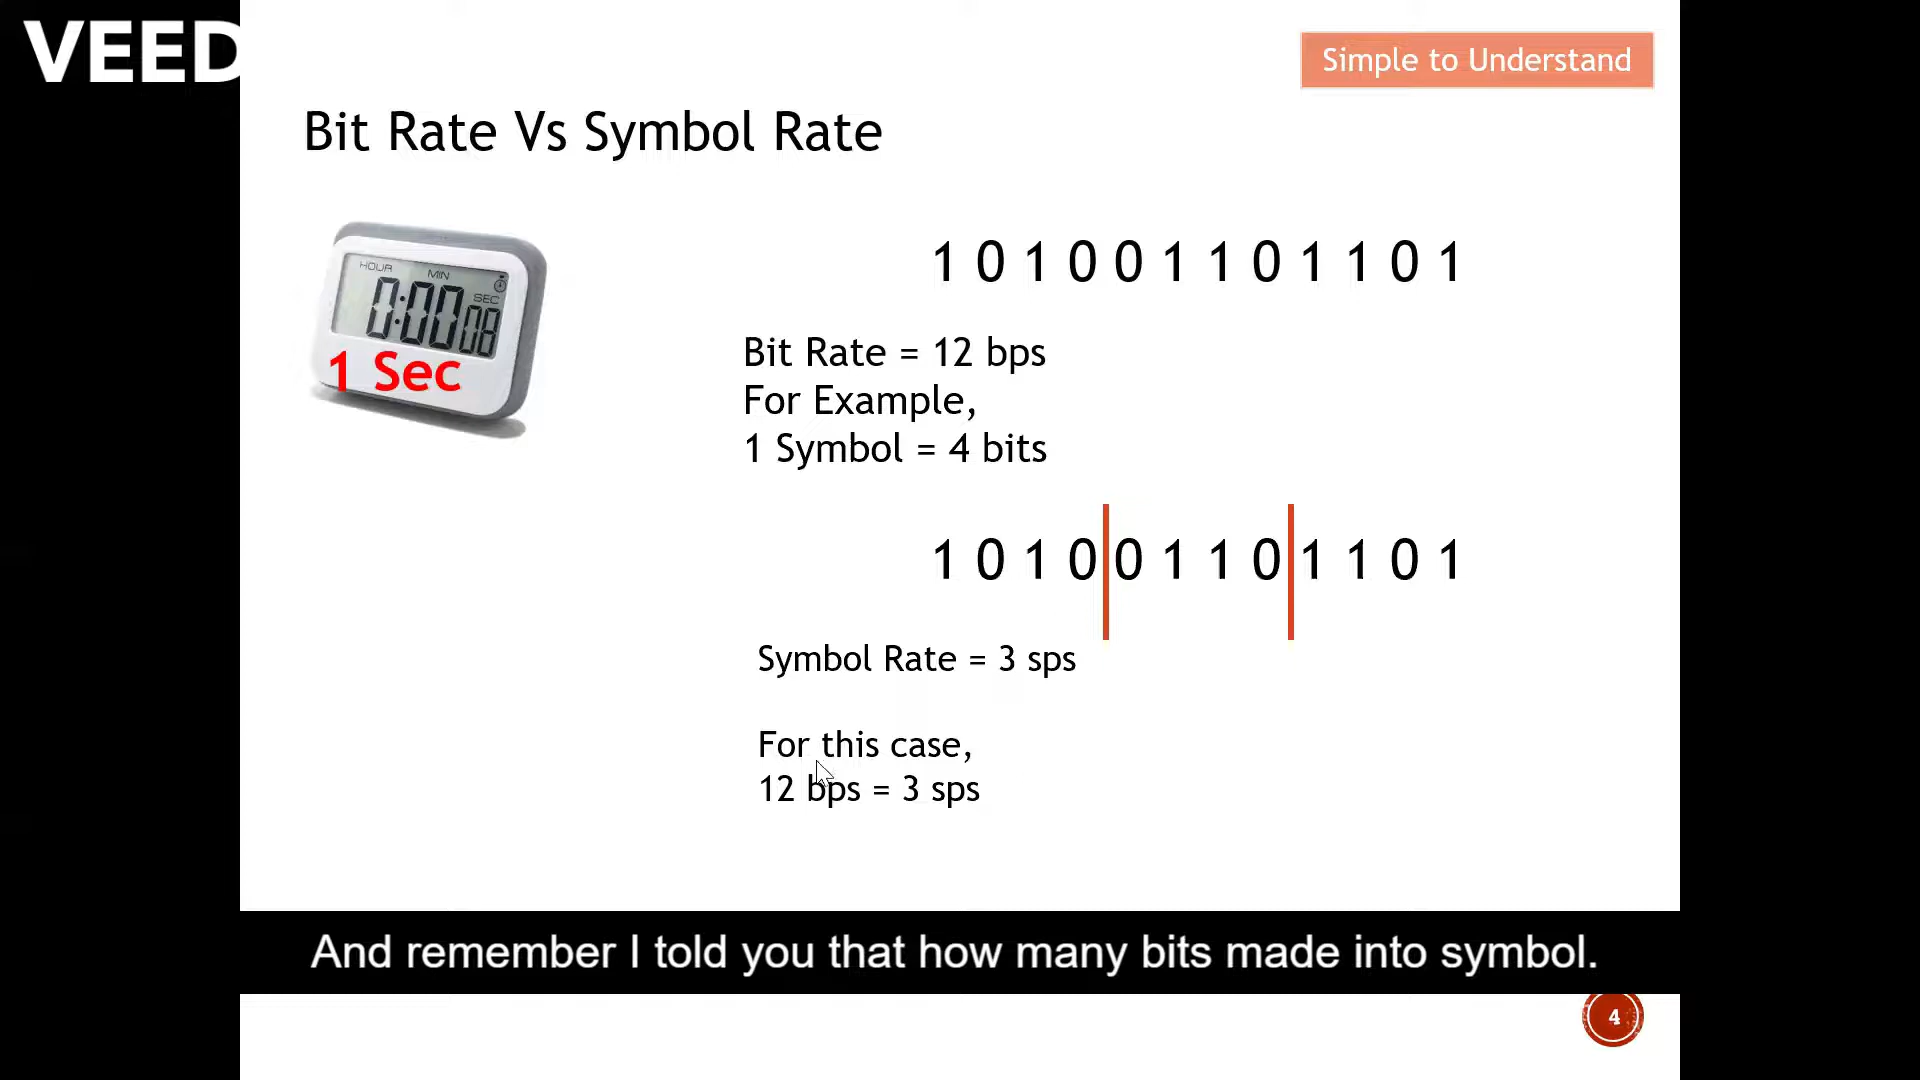 VEED
Simple to Understand
Bit Rate Vs Symbol Rate
HOUR MIN SEC
0:00 08
1 Sec
1 0 1 0 0 1 1 0 1 1 0 1
Bit Rate = 12 bps
For Example,
1 Symbol = 4 bits
1 0 1 0 0 1 1 0 1 1 0 1
Symbol Rate = 3 sps
For this case,
12 bps = 3 sps
And remember I told you that how many bits made into symbol.
4